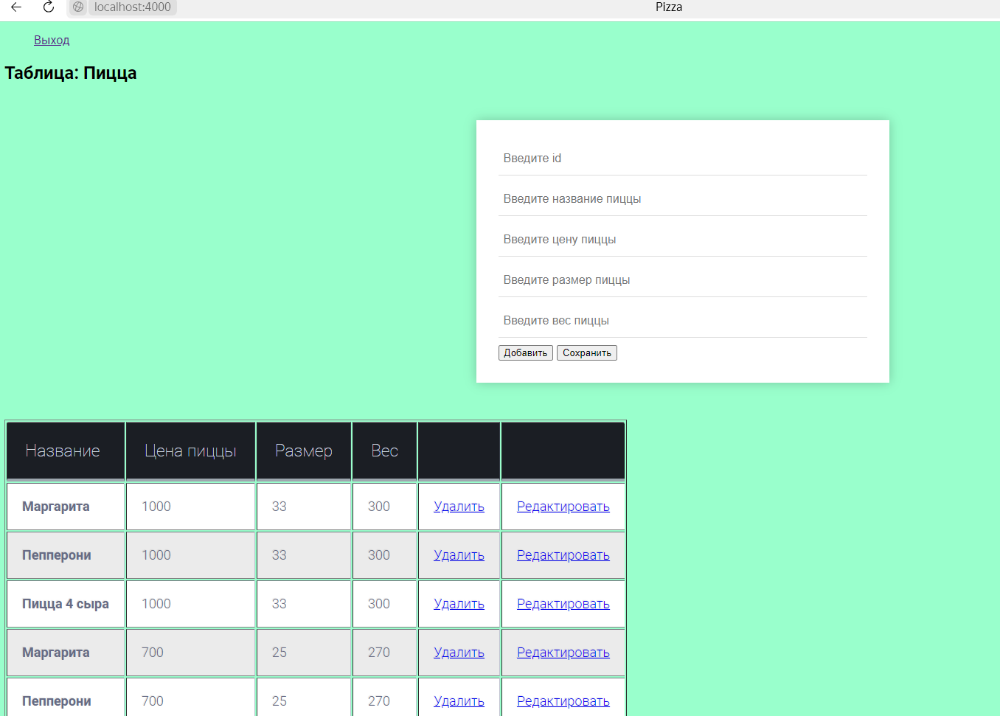 localhost:4000 Pizza
Выход
Таблица: Пицца
Введите id
Введите название пиццы
Введите цену пиццы
Введите размер пиццы
Введите вес пиццы
Добавить Сохранить
Название Цена пиццы Размер Вес
Маргарита 1000 33 300 Удалить Редактировать
Пепперони 1000 33 300 Удалить Редактировать
Пицца 4 сыра 1000 33 300 Удалить Редактировать
Маргарита 700 25 270 Удалить Редактировать
Пепперони 700 25 270 Удалить Редактировать